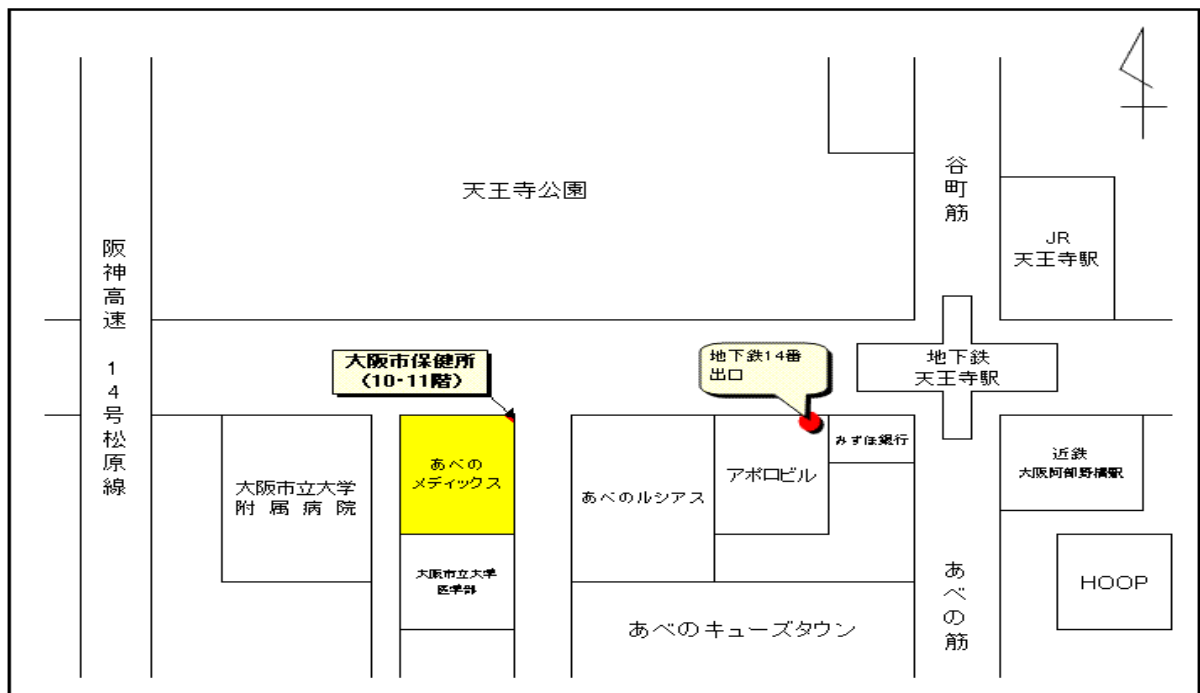 天王寺公園
谷町筋
JR
天王寺駅
阪神高速 14号松原線
大阪市保健所
(10-11階)
地下鉄14番
出口
地下鉄
天王寺駅
大阪市立大学
附属病院
あべの
メディックス
大阪市立大学
医学部
あべのルシアス
アポロビル
みずほ銀行
近鉄
大阪阿部野橋駅
あべの筋
HOOP
あべのキューズタウン